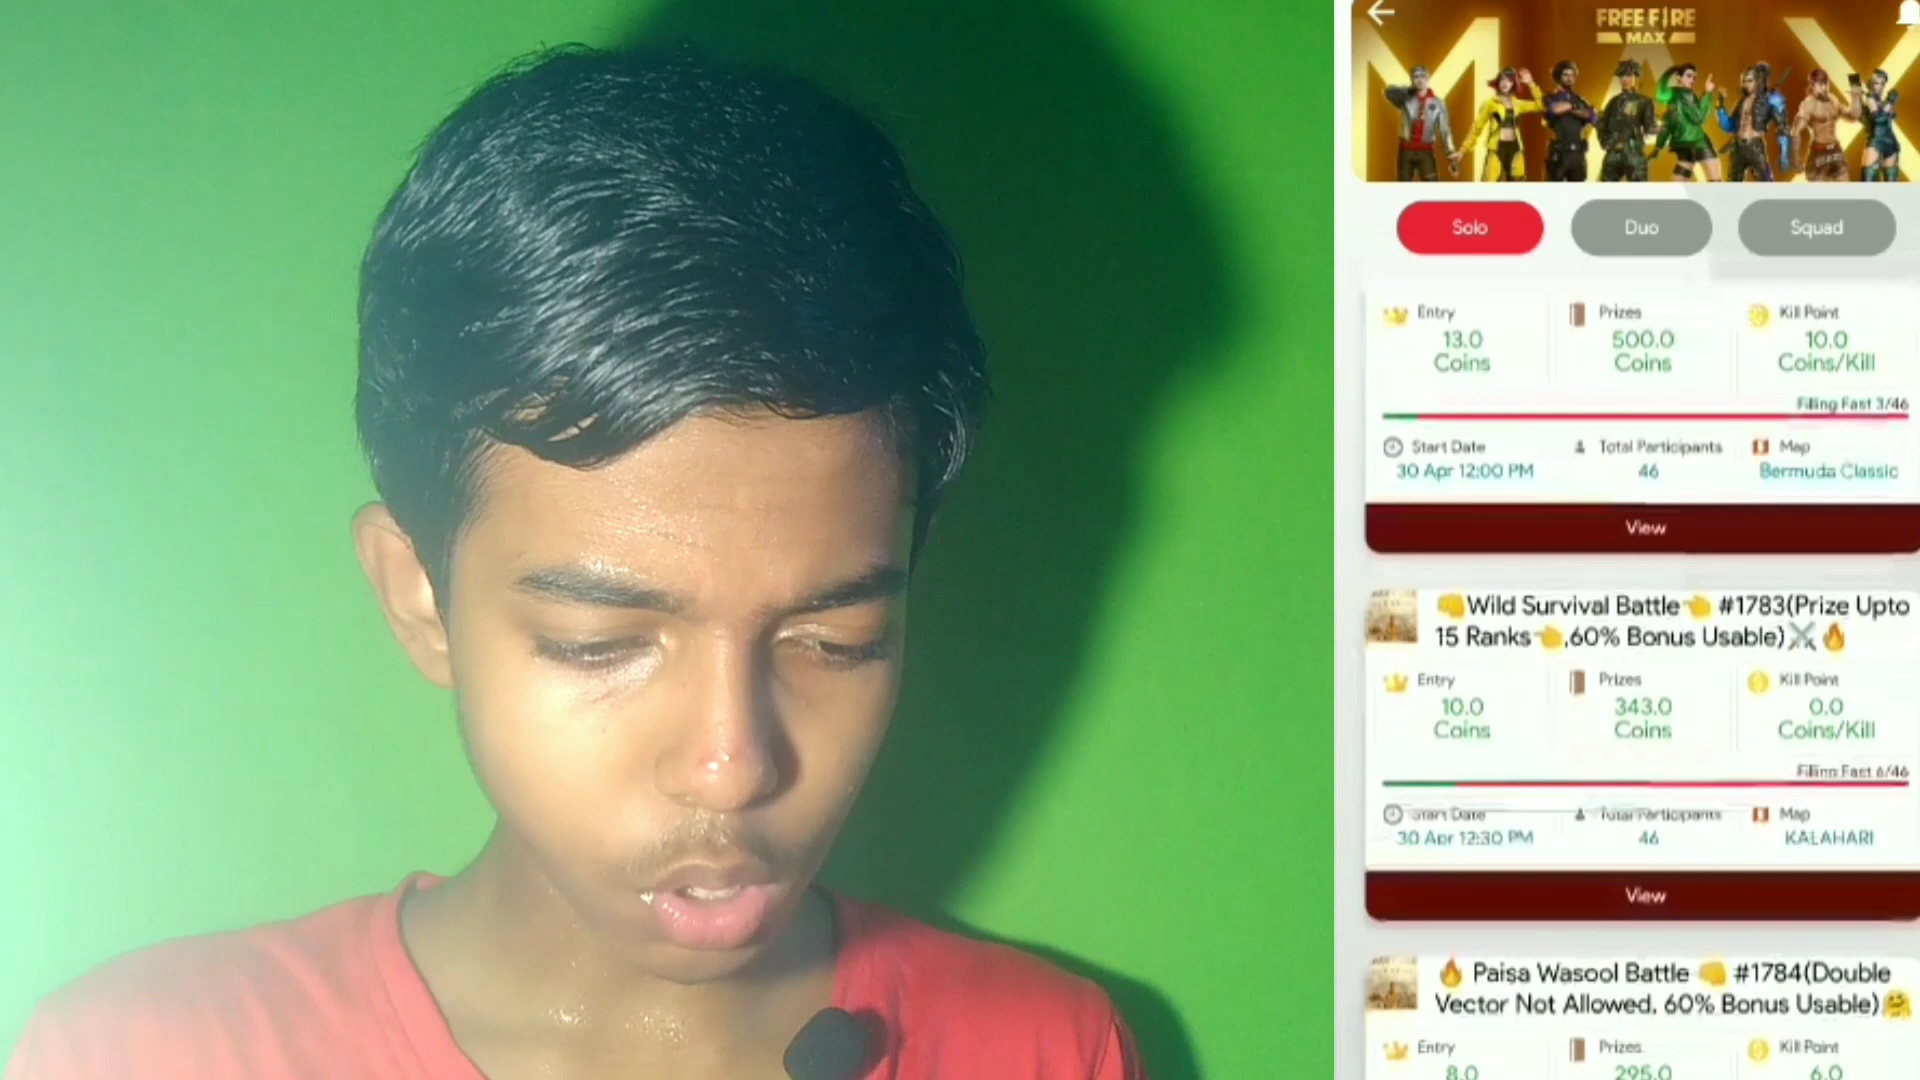 FREE FIRE
MAX
Solo
Duo
Squad
Entry
Prizes
Kill Point
13.0
500.0
10.0
Coins
Coins
Coins/Kill
Filling Fast 3/46
Start Date
Total Participants
Map
30 Apr 12:00 PM
46
Bermuda Classic
View
👊Wild Survival Battle👈 #1783(Prize Upto
15 Ranks👈,60% Bonus Usable)⚔️🔥
Entry
Prizes
Kill Point
10.0
343.0
0.0
Coins
Coins
Coins/Kill
Filling Fast 6/46
Start Date
Total Participants
Map
30 Apr 12:30 PM
46
KALAHARI
View
🔥 Paisa Wasool Battle 👊 #1784(Double
Vector Not Allowed, 60% Bonus Usable)🤗
Entry
Prizes
Kill Point
8.0
295.0
6.0